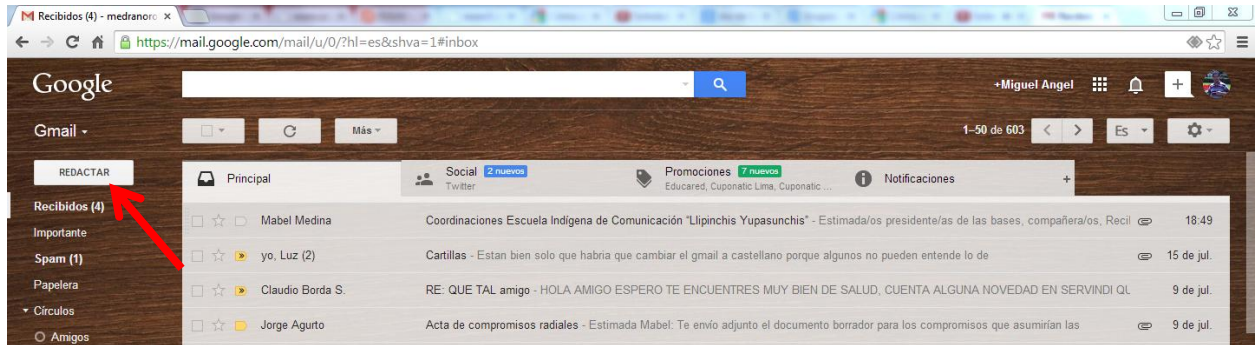 Recibidos (4) - medranoro
https://mail.google.com/mail/u/0/?hl=es&shva=1#inbox
Google
+Miguel Angel
Gmail
Más
1–50 de 603
Es
REDACTAR
Principal
Social 2 nuevos
Twitter
Promociones 7 nuevos
Educared, Cuponatic Lima, Cuponatic ...
Notificaciones
+
Recibidos (4)
Importante
Spam (1)
Papelera
Círculos
Amigos
Mabel Medina Coordinaciones Escuela Indígena de Comunicación "Llipinchis Yupasunchis" - Estimada/os presidente/as de las bases, compañera/os, Recil 18:49
yo, Luz (2) Cartillas - Estan bien solo que habria que cambiar el gmail a castellano porque algunos no pueden entende lo de 15 de jul.
Claudio Borda S. RE: QUE TAL amigo - HOLA AMIGO ESPERO TE ENCUENTRES MUY BIEN DE SALUD, CUENTA ALGUNA NOVEDAD EN SERVINDI QU 9 de jul.
Jorge Agurto Acta de compromisos radiales - Estimada Mabel: Te envío adjunto el documento borrador para los compromisos que asumirían las 9 de jul.